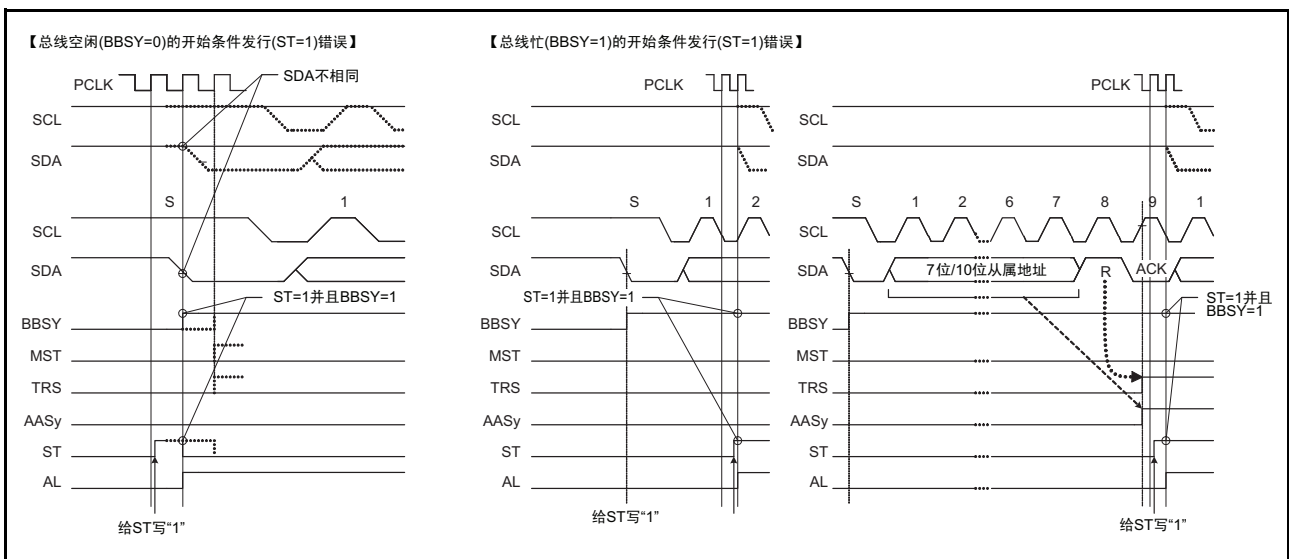 【总线空闲(BBSY=0)的开始条件发行(ST=1)错误】
PCLK
SDA不相同
SCL
SDA
S 1
SCL
SDA
ST=1并且BBSY=1
BBSY
MST
TRS
AASy
ST
AL
给ST写“1”
【总线忙(BBSY=1)的开始条件发行(ST=1)错误】
PCLK
SCL
SDA
S 1 2
SCL
SDA
ST=1并且BBSY=1
BBSY
MST
TRS
AASy
ST
AL
给ST写“1”
PCLK
SCL
SDA
S 1 2 6 7 8 9 1
SCL
SDA 7位/10位从属地址 R ACK
ST=1并且
BBSY=1
BBSY
MST
TRS
AASy
ST
AL
给ST写“1”